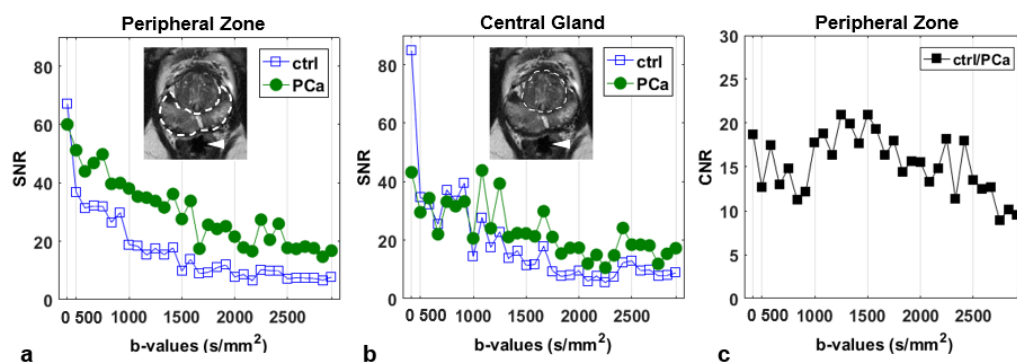 Peripheral Zone
SNR
80
60
40
20
0
0 500 1000 1500 2000 2500
b-values (s/mm²)
ctrl
PCa
a
Central Gland
SNR
80
60
40
20
0
0 500 1000 1500 2000 2500
b-values (s/mm²)
ctrl
PCa
b
Peripheral Zone
CNR
30
25
20
15
10
5
0
0 500 1000 1500 2000 2500
b-values (s/mm²)
ctrl/PCa
c